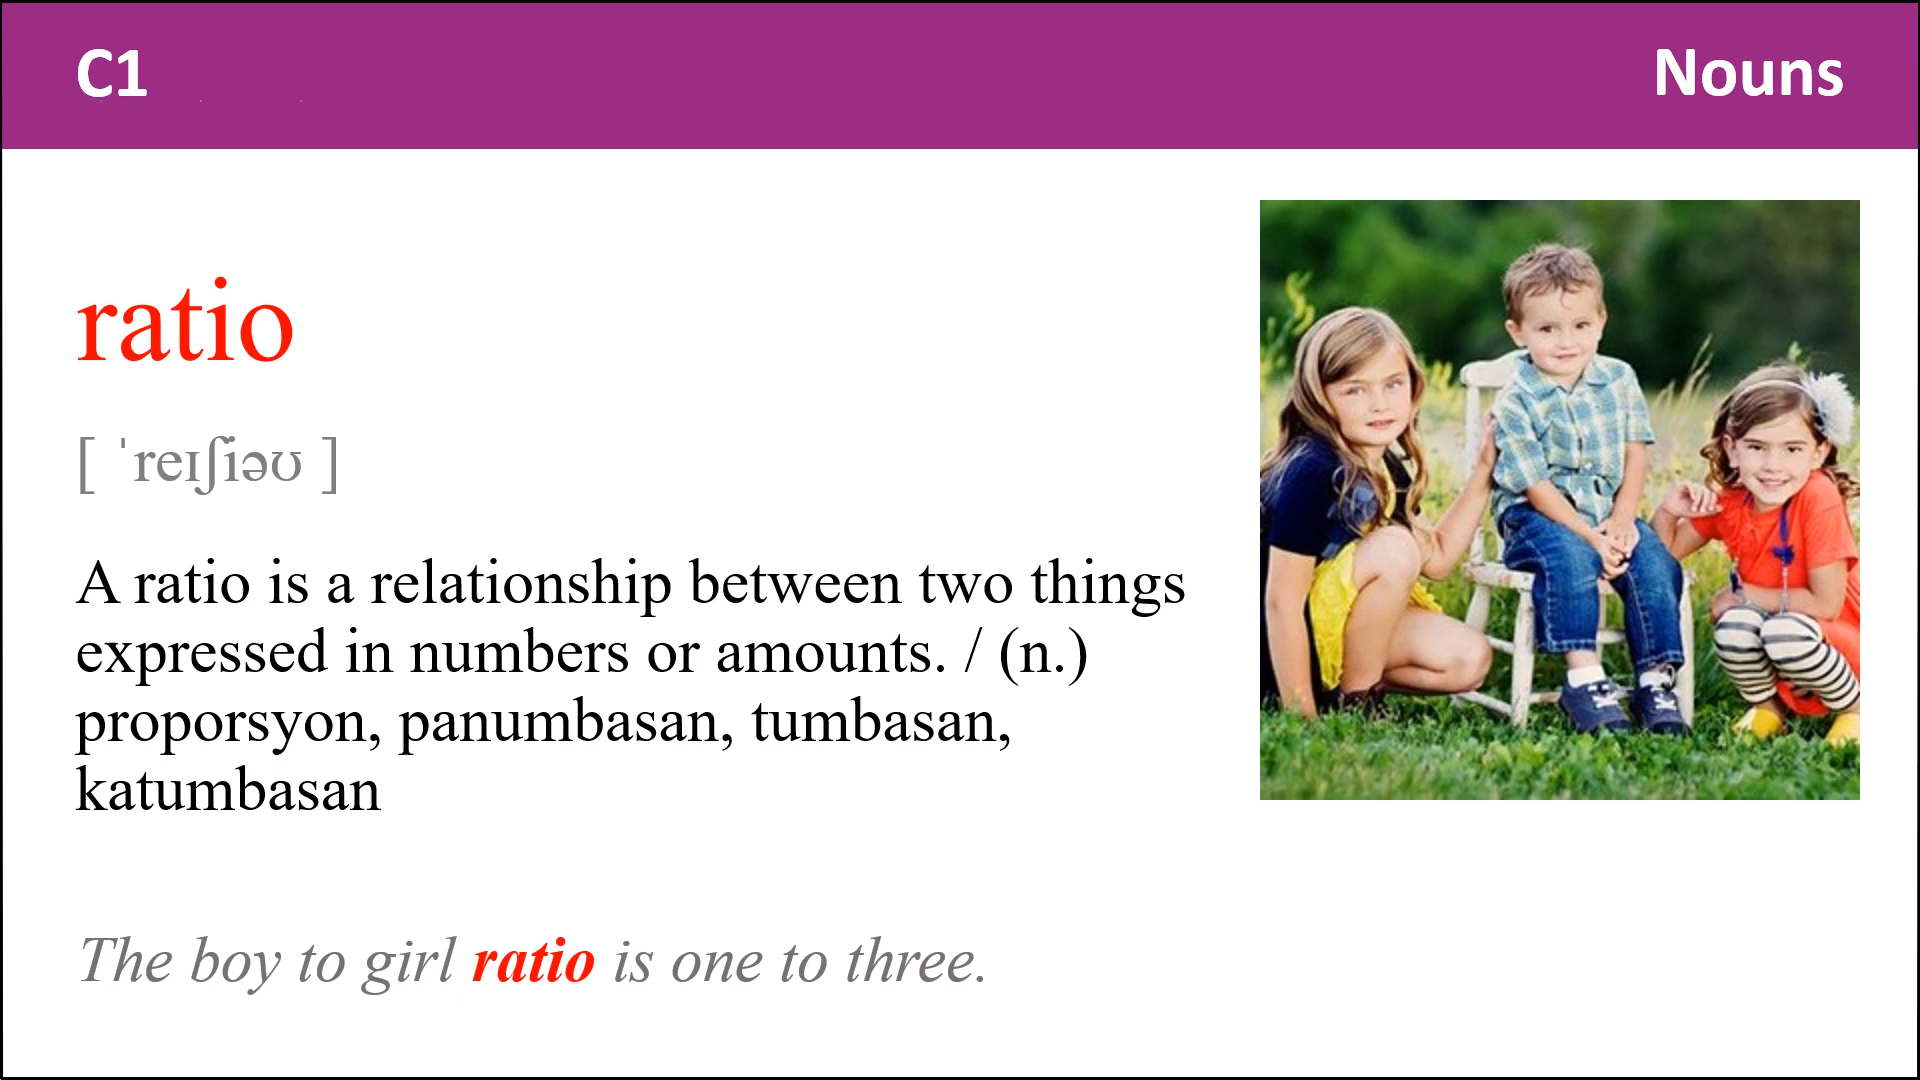 C1
Nouns
ratio
[ ˈreɪʃiəʊ ]
A ratio is a relationship between two things
expressed in numbers or amounts. / (n.)
proporsyon, panumbasan, tumbasan,
katumbasan
The boy to girl ratio is one to three.